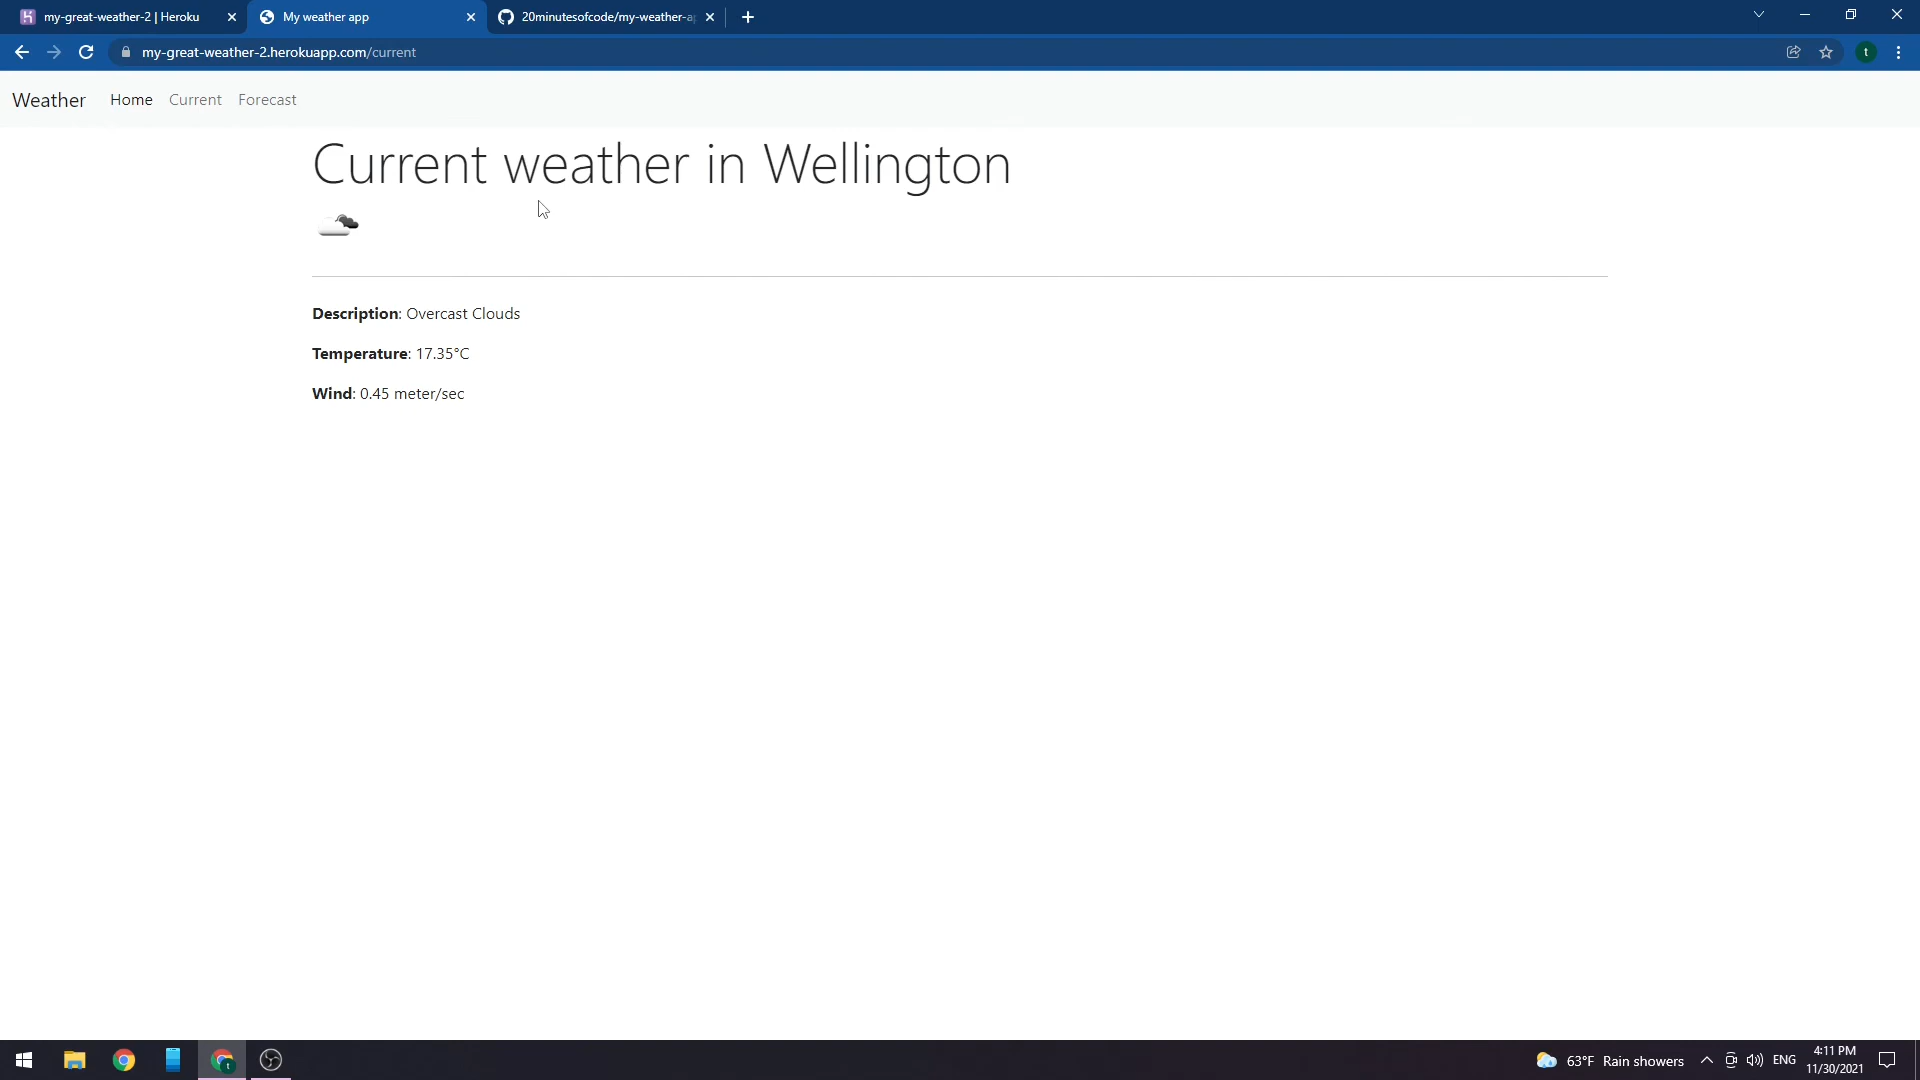 my-great-weather-2 | Heroku
My weather app
20minutesofcode/my-weather-a
my-great-weather-2.herokuapp.com/current
t
Weather Home Current Forecast
Current weather in Wellington
Description: Overcast Clouds
Temperature: 17.35°C
Wind: 0.45 meter/sec
t
63°F Rain showers
ENG
4:11 PM
11/30/2021